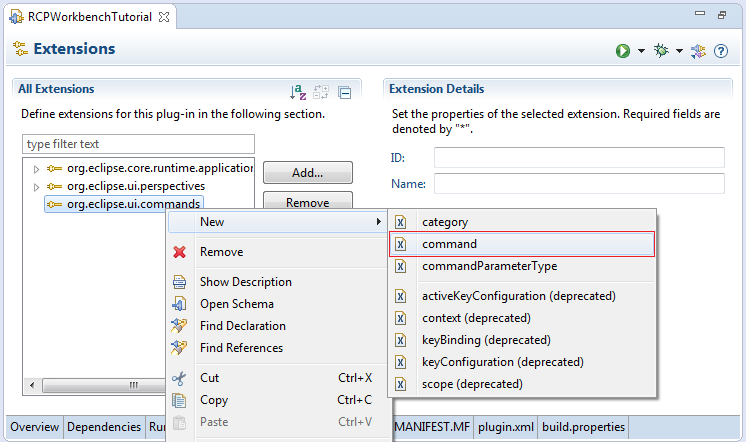 RCPWorkbenchTutorial
Extensions
All Extensions
Define extensions for this plug-in in the following section.
type filter text
org.eclipse.core.runtime.application
org.eclipse.ui.perspectives
org.eclipse.ui.commands
Add...
Remove
Extension Details
Set the properties of the selected extension. Required fields are
denoted by "*".
ID:
Name:
New
Remove
Show Description
Open Schema
Find Declaration
Find References
Cut Ctrl+X
Copy Ctrl+C
Paste Ctrl+V
category
command
commandParameterType
activeKeyConfiguration (deprecated)
context (deprecated)
keyBinding (deprecated)
keyConfiguration (deprecated)
scope (deprecated)
Overview Dependencies Run MANIFEST.MF plugin.xml build.properties